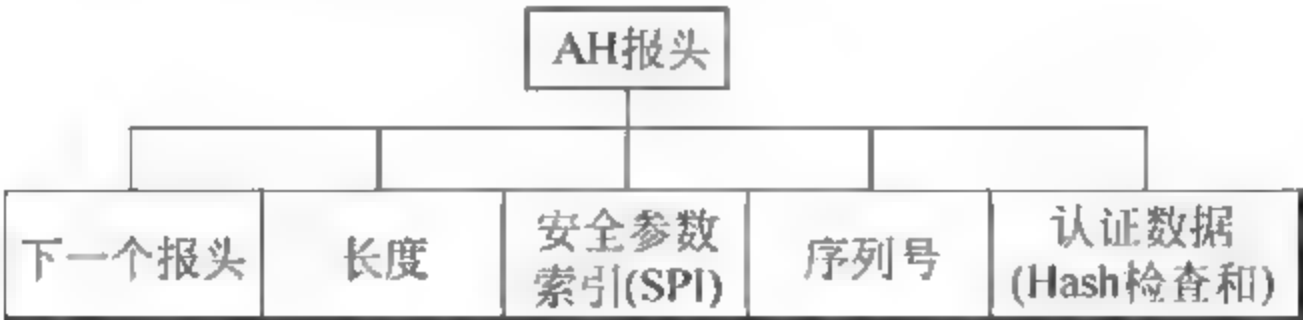 AH报头
下一个报头
长度
安全参数
索引(SPI)
序列号
认证数据
(Hash检查和)